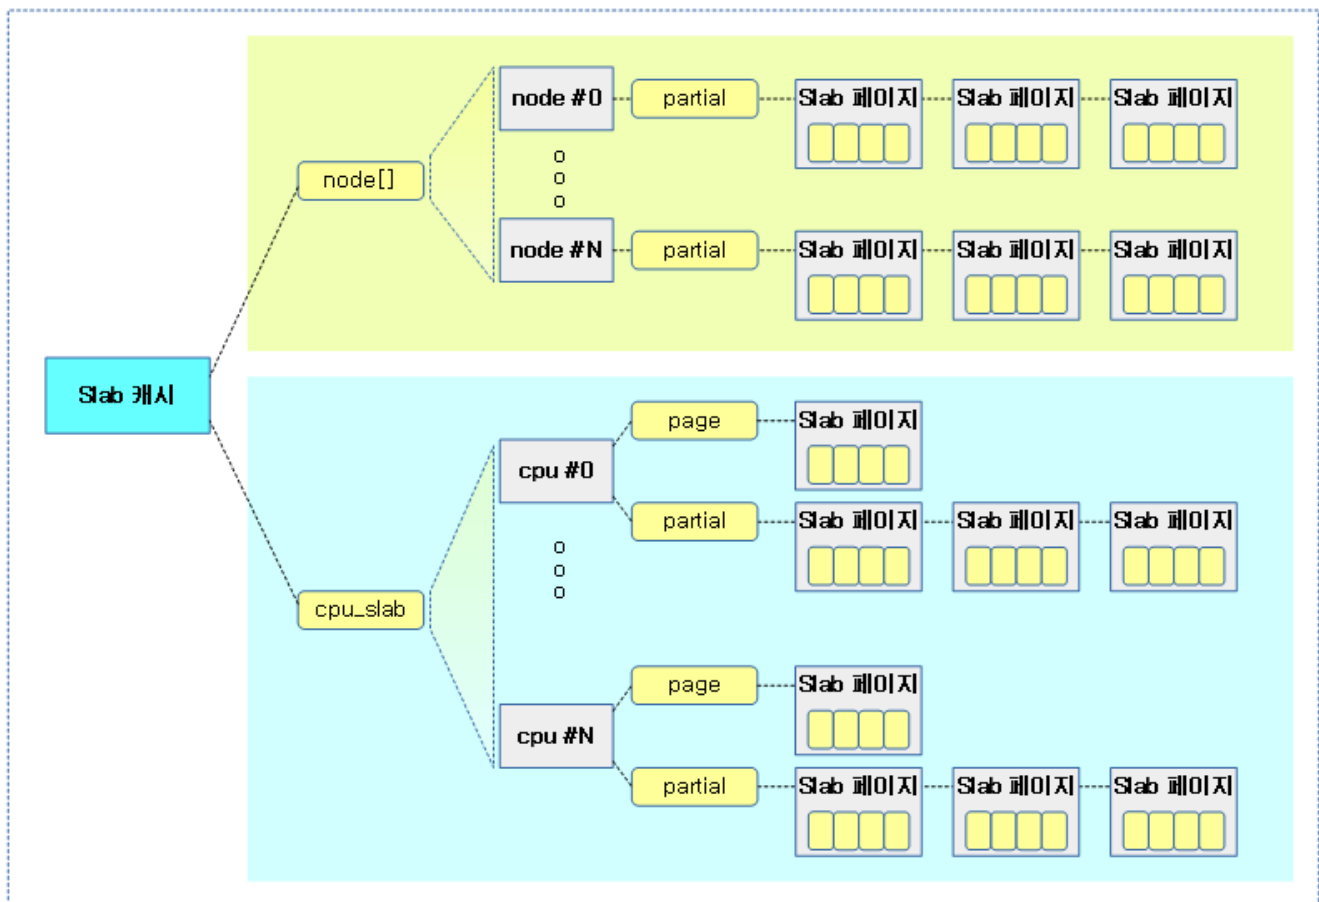 node #0
partial
Slab 페이지
Slab 페이지
Slab 페이지
node[]
node #N
partial
Slab 페이지
Slab 페이지
Slab 페이지
Slab 캐시
page
Slab 페이지
cpu #0
partial
Slab 페이지
Slab 페이지
Slab 페이지
cpu_slab
page
Slab 페이지
cpu #N
partial
Slab 페이지
Slab 페이지
Slab 페이지